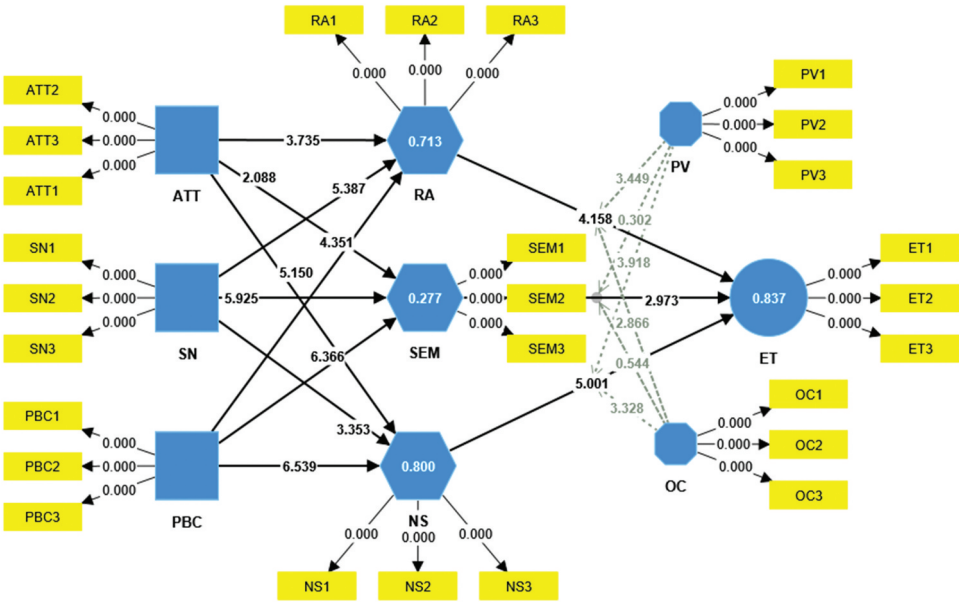 RA1
RA2
RA3
0.000
0.000
0.000
ATT2
ATT3
ATT1
0.000
0.000
0.000
ATT
3.735
2.088
5.387
0.713
RA
PV1
PV2
PV3
0.000
0.000
0.000
PV
3.449
4.158
0.302
3.918
SN1
SN2
SN3
0.000
0.000
0.000
SN
4.351
5.150
5.925
0.277
SEM
0.000
0.000
0.000
SEM1
SEM2
SEM3
2.973
2.866
0.544
5.001
3.328
0.837
ET
0.000
0.000
0.000
ET1
ET2
ET3
6.366
3.353
PBC1
PBC2
PBC3
0.000
0.000
0.000
PBC
6.539
0.800
NS
0.000
0.000
0.000
NS1
NS2
NS3
OC
0.000
0.000
0.000
OC1
OC2
OC3